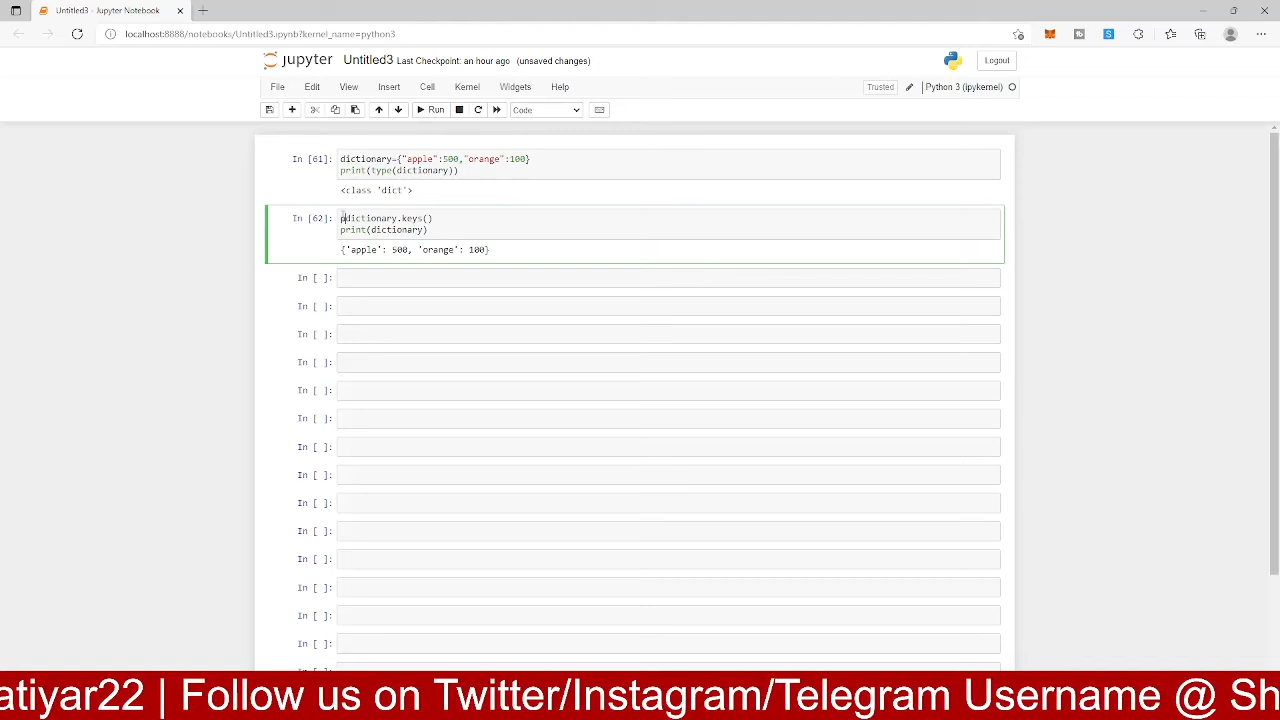 Untitled3 - Jupyter Notebook
localhost:8888/notebooks/Untitled3.ipynb?kernel_name=python3
jupyter Untitled3 Last Checkpoint: an hour ago (unsaved changes) Logout
File Edit View Insert Cell Kernel Widgets Help Trusted Python 3 (ipykernel)
Run Code
In [61]: dictionary={"apple":500,"orange":100}
print(type(dictionary))
<class 'dict'>
In [62]: pdictionary.keys()
print(dictionary)
{'apple': 500, 'orange': 100}
In [ ]:
In [ ]:
In [ ]:
In [ ]:
In [ ]:
In [ ]:
In [ ]:
In [ ]:
In [ ]:
In [ ]:
In [ ]:
In [ ]:
In [ ]:
In [ ]:
atiyar22 | Follow us on Twitter/Instagram/Telegram Username @ Sh